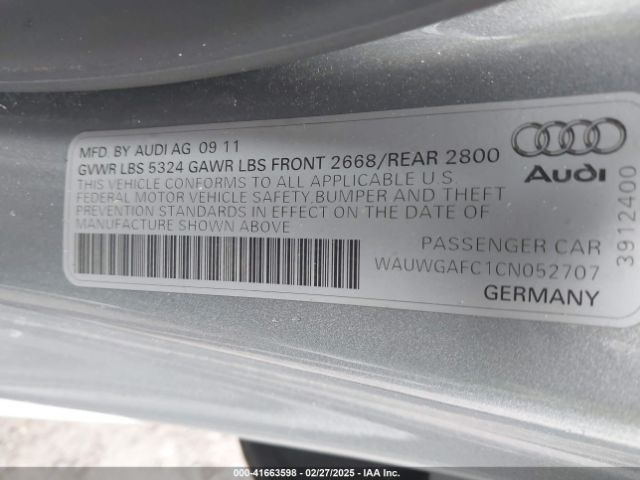 MFD. BY AUDI AG 09 11
GVWR LBS 5324 GAWR LBS FRONT 2668/REAR 2800
THIS VEHICLE CONFORMS TO ALL APPLICABLE U.S.
FEDERAL MOTOR VEHICLE SAFETY, BUMPER AND THEFT
PREVENTION STANDARDS IN EFFECT ON THE DATE OF
MANUFACTURE SHOWN ABOVE
Audi
PASSENGER CAR
WAUWGAFC1CN052707
GERMANY
3912400
000-41663598 - 02/27/2025 - IAA Inc.